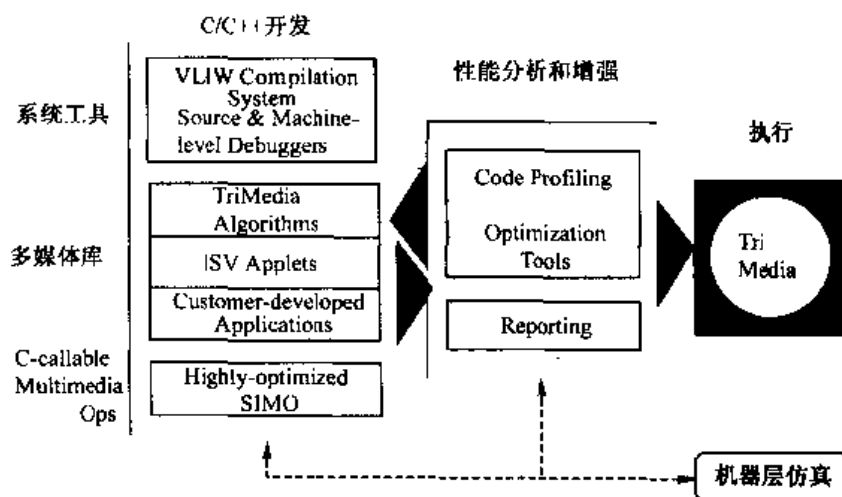 C/C++开发
性能分析和增强
执行
系统工具
VLIW Compilation
System
Source & Machine-
level Debuggers
多媒体库
TriMedia
Algorithms
ISV Applets
Customer-developed
Applications
C-callable
Multimedia
Ops
Highly-optimized
SIMO
Code Profiling
Optimization
Tools
Reporting
Tri
Media
机器层仿真